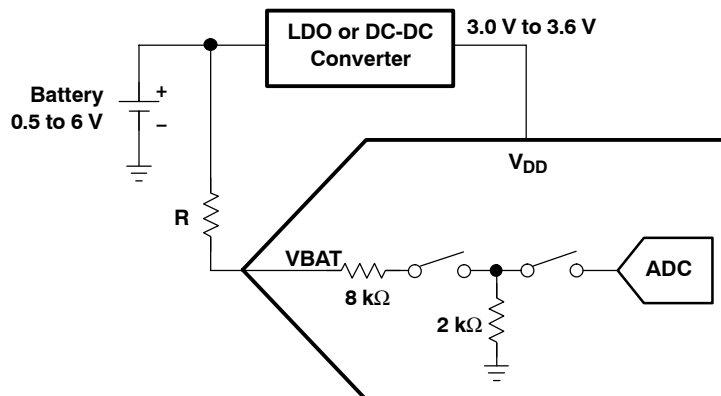 LDO or DC-DC
Converter
3.0 V to 3.6 V
Battery
0.5 to 6 V
+
−
VDD
R
VBAT
8 kΩ
ADC
2 kΩ